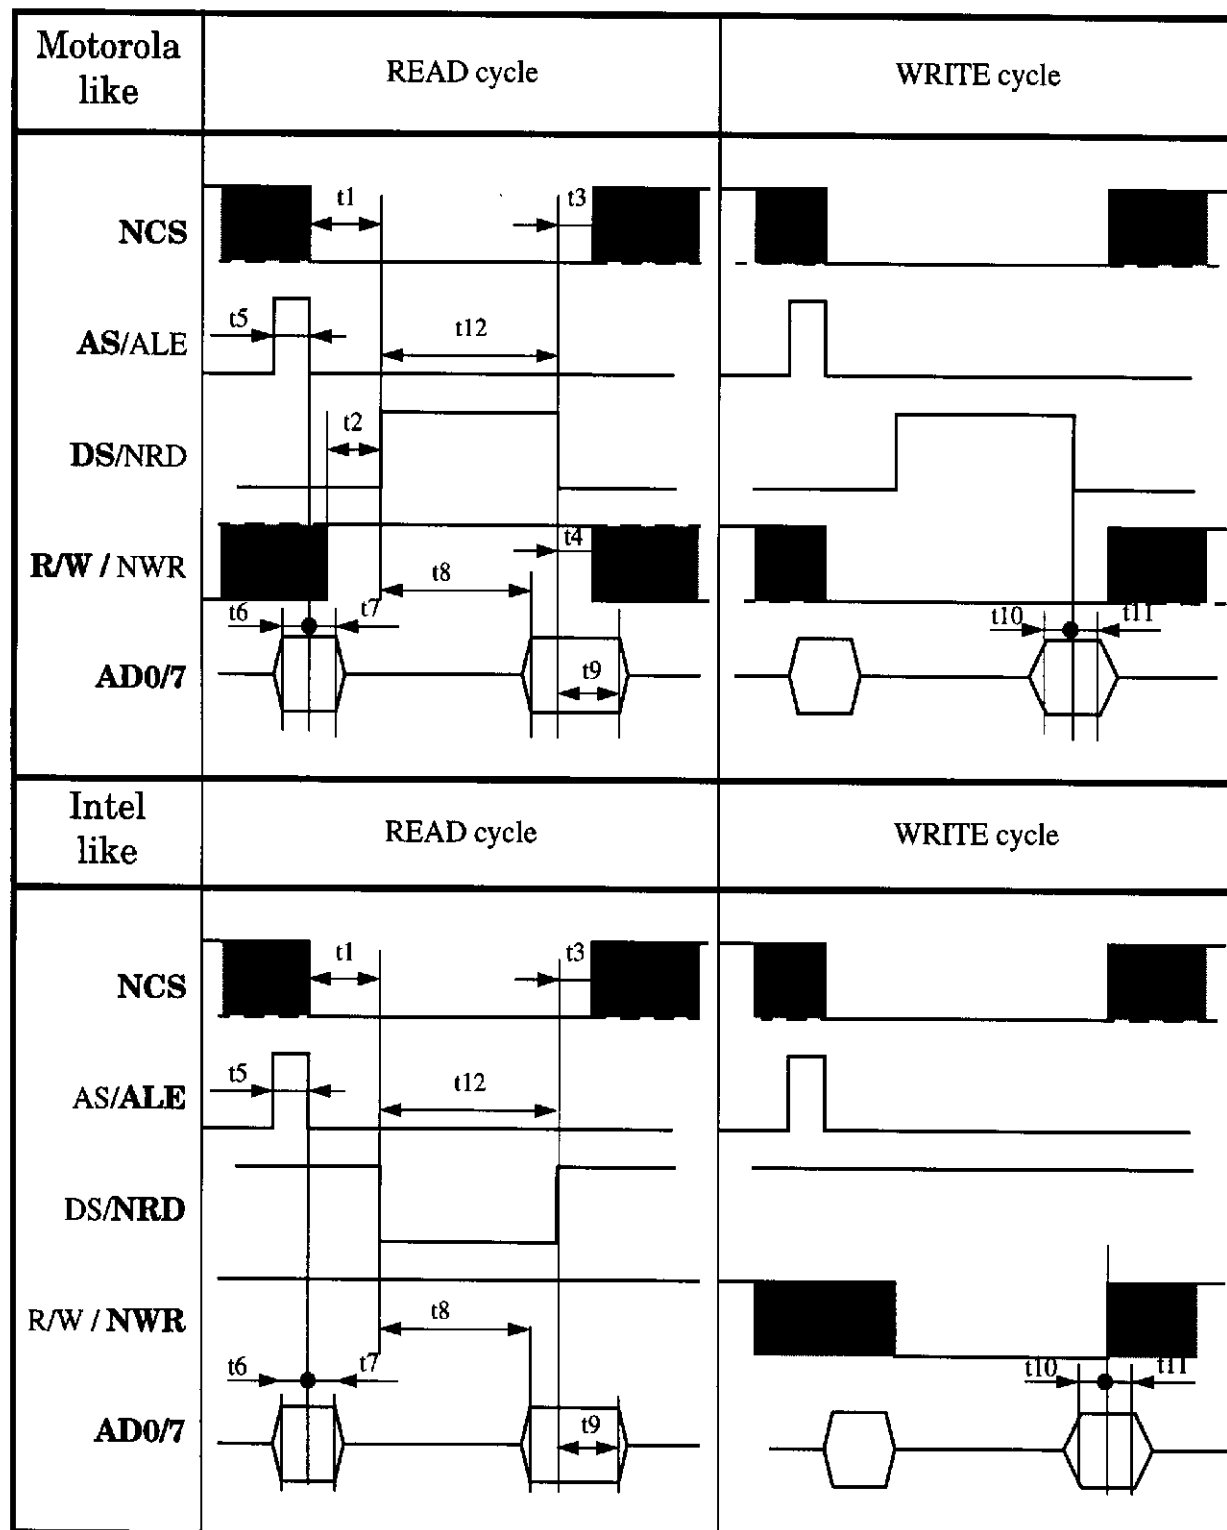 Motorola
like
READ cycle
WRITE cycle
NCS
t1
t3
AS/ALE
t5
t12
DS/NRD
t2
R/W / NWR
t4
t8
t6
t7
t10
t11
AD0/7
t9
Intel
like
READ cycle
WRITE cycle
NCS
t1
t3
AS/ALE
t5
t12
DS/NRD
R/W / NWR
t8
t6
t7
t10
t11
AD0/7
t9